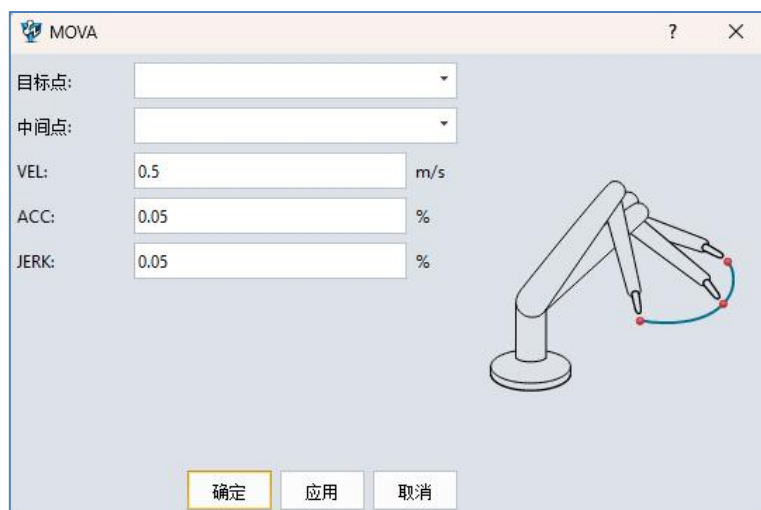 MOVA
?
目标点:
中间点:
VEL: 0.5 m/s
ACC: 0.05 %
JERK: 0.05 %
确定 应用 取消